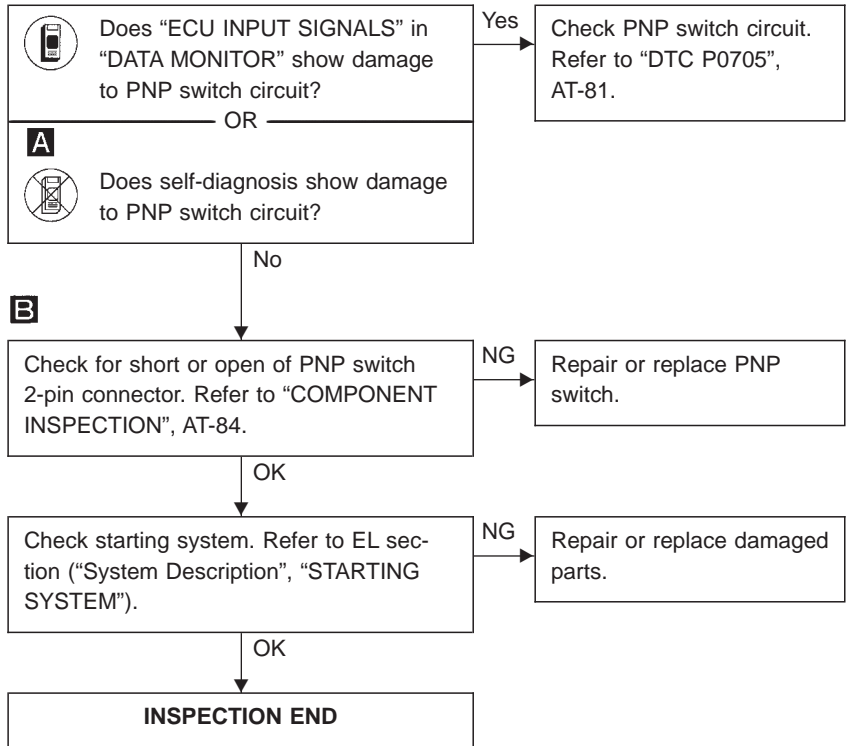 Does “ECU INPUT SIGNALS” in
“DATA MONITOR” show damage
to PNP switch circuit?
Yes
Check PNP switch circuit.
Refer to “DTC P0705”,
AT-81.
OR
A
Does self-diagnosis show damage
to PNP switch circuit?
No
B
Check for short or open of PNP switch
2-pin connector. Refer to “COMPONENT
INSPECTION”, AT-84.
NG
Repair or replace PNP
switch.
OK
Check starting system. Refer to EL sec-
tion (“System Description”, “STARTING
SYSTEM”).
NG
Repair or replace damaged
parts.
OK
INSPECTION END